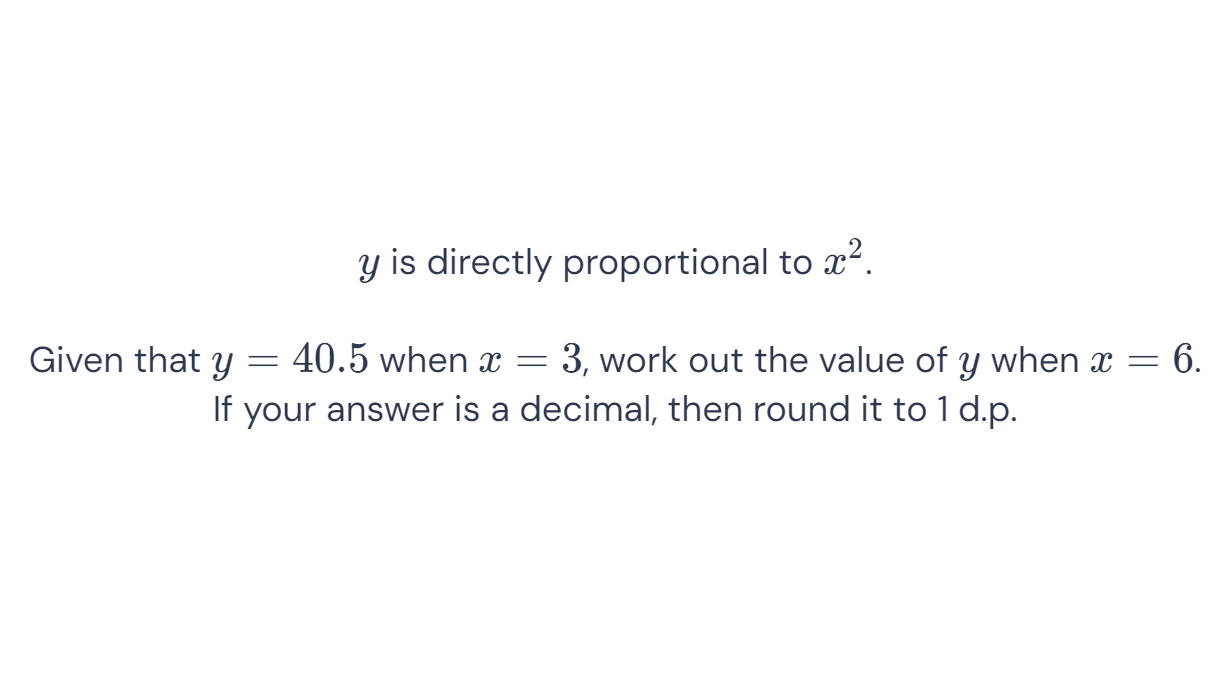 y is directly proportional to x².
Given that y = 40.5 when x = 3, work out the value of y when x = 6.
If your answer is a decimal, then round it to 1 d.p.